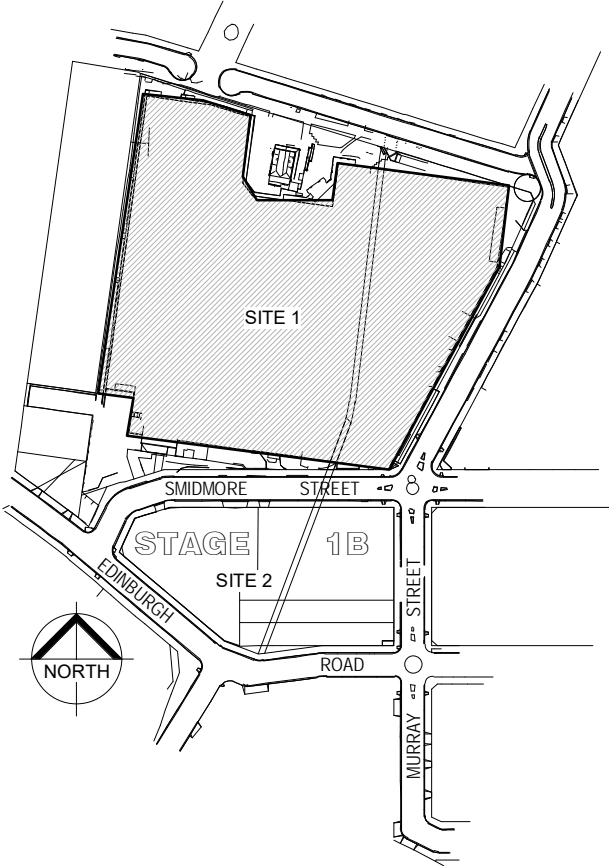 SITE 1
SMIDMORE STREET
STAGE 1B
SITE 2
EDINBURGH
ROAD
STREET
MURRAY
NORTH